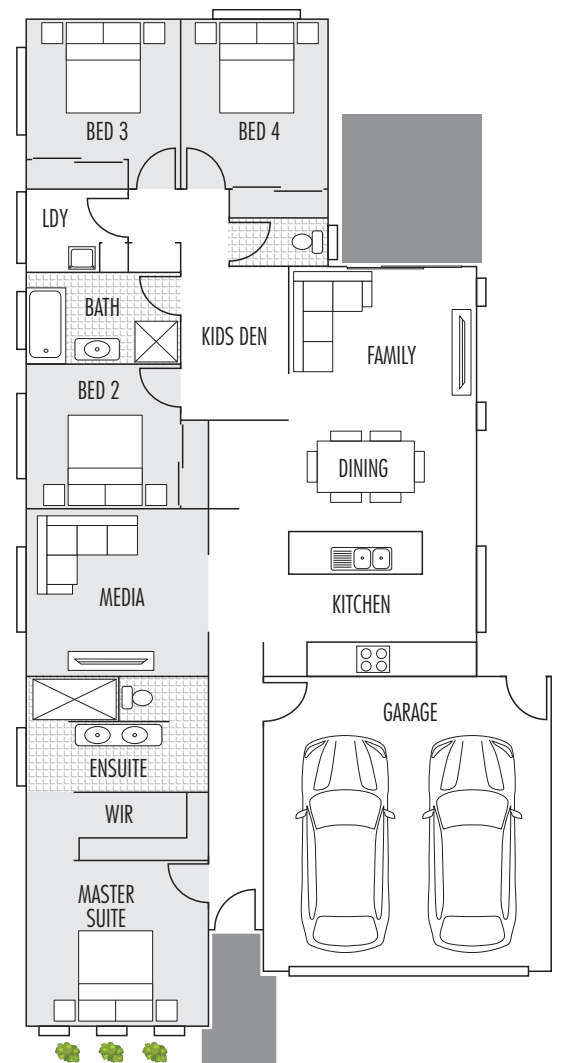 BED 3
BED 4
LDY
BATH
KIDS DEN
FAMILY
BED 2
DINING
MEDIA
KITCHEN
GARAGE
ENSUITE
WIR
MASTER
SUITE